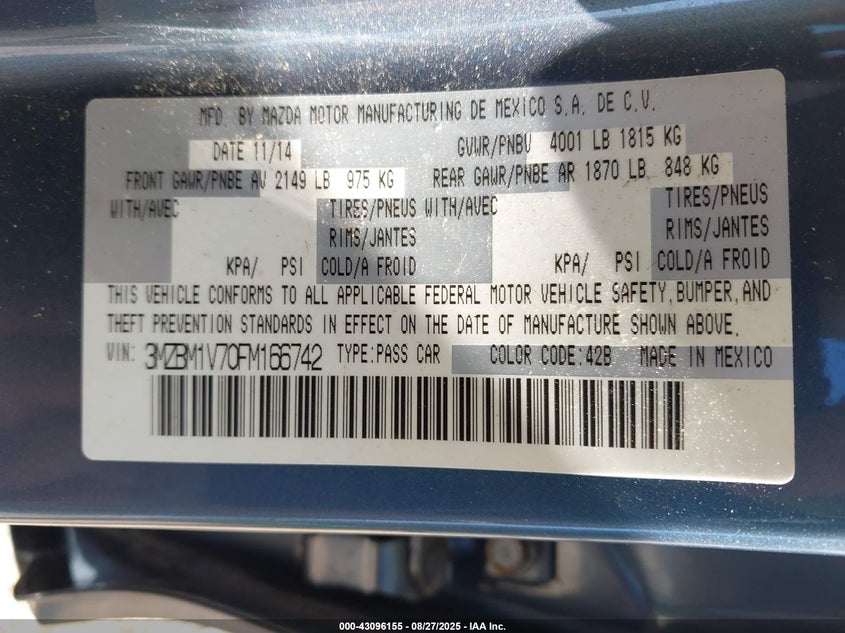 MFD. BY MAZDA MOTOR MANUFACTURING DE MEXICO S.A. DE C.V.
DATE 11/14 GVWR/PNBV 4001 LB 1815 KG
FRONT GAWR/PNBE AV 2149 LB 975 KG REAR GAWR/PNBE AR 1870 LB 848 KG
WITH/AVEC TIRES/PNEUS WITH/AVEC TIRES/PNEUS
RIMS/JANTES RIMS/JANTES
KPA/ PSI COLD/A FROID KPA/ PSI COLD/A FROID
THIS VEHICLE CONFORMS TO ALL APPLICABLE FEDERAL MOTOR VEHICLE SAFETY, BUMPER, AND
THEFT PREVENTION STANDARDS IN EFFECT ON THE DATE OF MANUFACTURE SHOWN ABOVE.
VIN: 3MZBM1V70FM166742 TYPE:PASS CAR COLOR CODE:42B MADE IN MEXICO
000-43096155 - 08/27/2025 - IAA Inc.